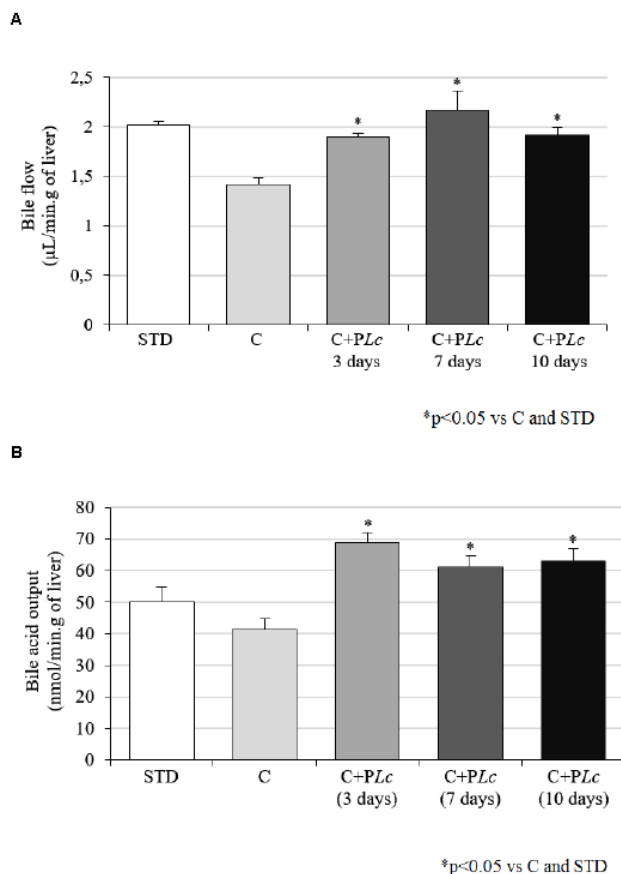 A
Bile flow
(µL/min.g of liver)
2,5
2
1,5
1
0,5
0
*
*
*
STD
C
C+PLc
3 days
C+PLc
7 days
C+PLc
10 days
*p<0.05 vs C and STD
B
Bile acid output
(nmol/min.g of liver)
80
70
60
50
40
30
20
10
0
*
*
*
STD
C
C+PLc
(3 days)
C+PLc
(7 days)
C+PLc
(10 days)
*p<0.05 vs C and STD